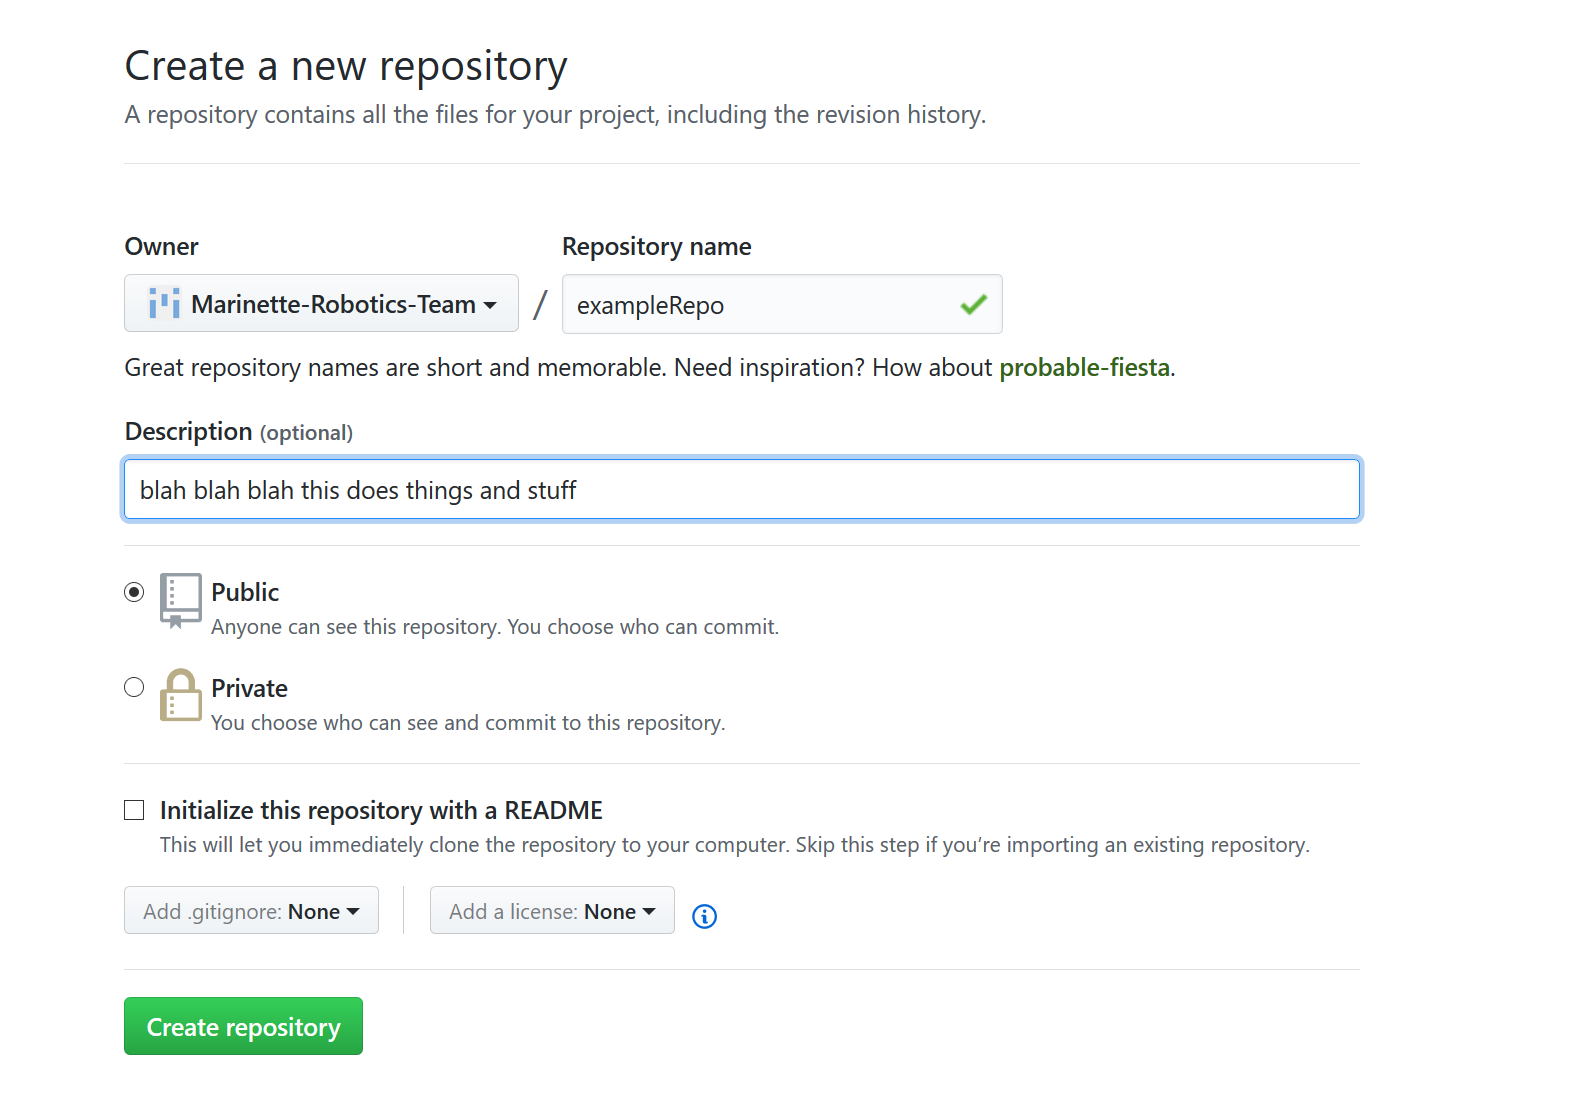 Create a new repository
A repository contains all the files for your project, including the revision history.
Owner
Repository name
Marinette-Robotics-Team / exampleRepo
Great repository names are short and memorable. Need inspiration? How about probable-fiesta.
Description (optional)
blah blah blah this does things and stuff
Public
Anyone can see this repository. You choose who can commit.
Private
You choose who can see and commit to this repository.
Initialize this repository with a README
This will let you immediately clone the repository to your computer. Skip this step if you’re importing an existing repository.
Add .gitignore: None
Add a license: None
Create repository